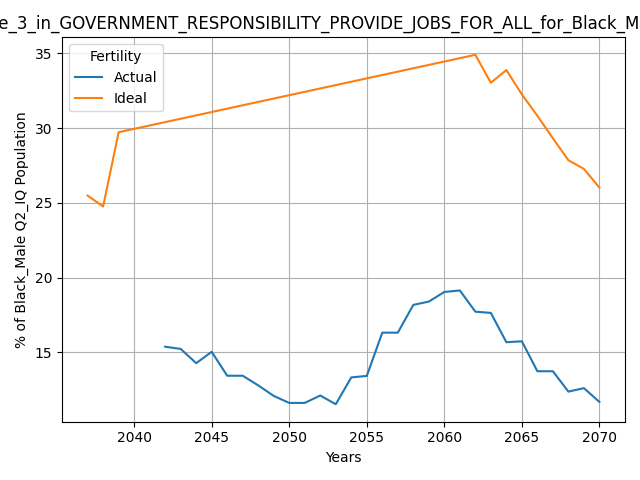 e_3_in_GOVERNMENT_RESPONSIBILITY_PROVIDE_JOBS_FOR_ALL_for_Black_M
Fertility
Actual
Ideal
35
30
25
20
15
% of Black_Male Q2_IQ Population
2040 2045 2050 2055 2060 2065 2070
Years